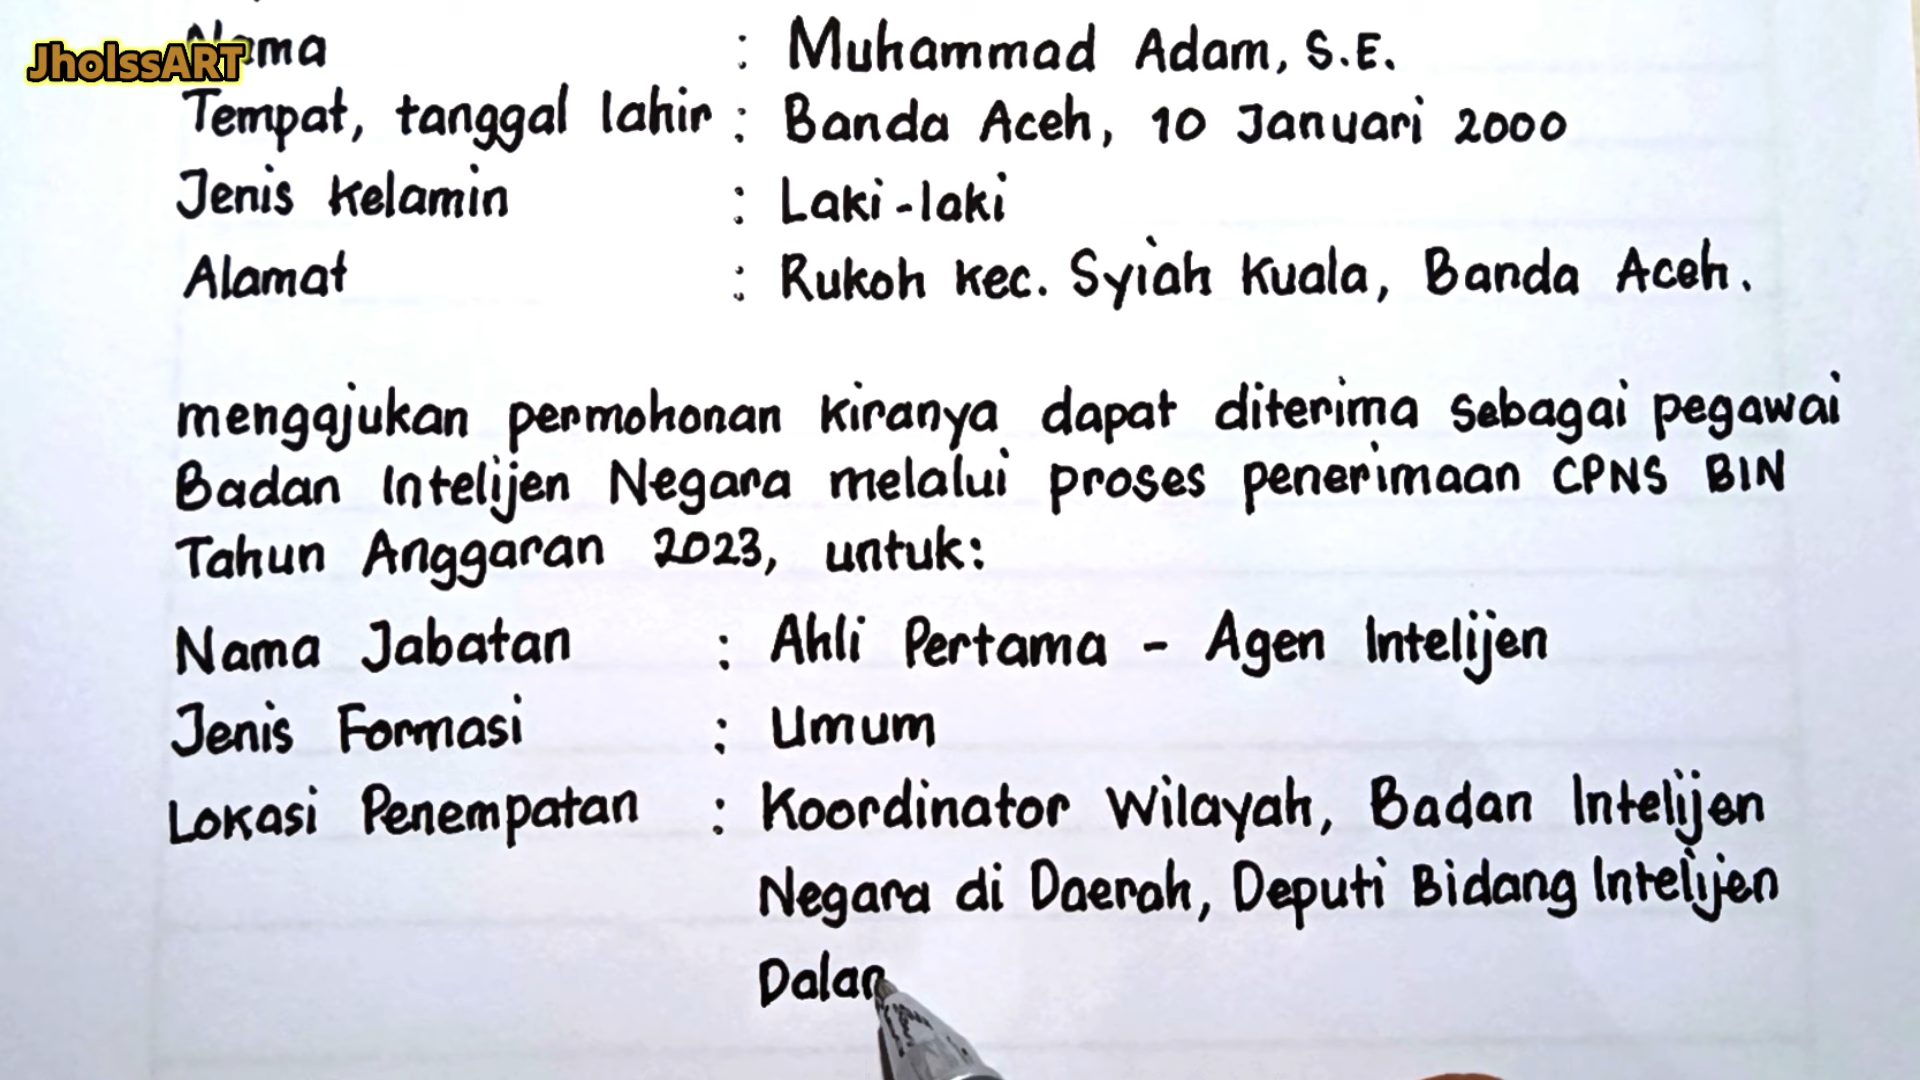 JholssART
Nama : Muhammad Adam, S.E.
Tempat, tanggal lahir : Banda Aceh, 10 Januari 2000
Jenis Kelamin : Laki-laki
Alamat : Rukoh Kec. Syiah Kuala, Banda Aceh.
mengajukan permohonan kiranya dapat diterima sebagai pegawai
Badan Intelijen Negara melalui proses penerimaan CPNS BIN
Tahun Anggaran 2023, untuk:
Nama Jabatan : Ahli Pertama - Agen Intelijen
Jenis Formasi : Umum
Lokasi Penempatan : Koordinator Wilayah, Badan Intelijen
Negara di Daerah, Deputi Bidang Intelijen